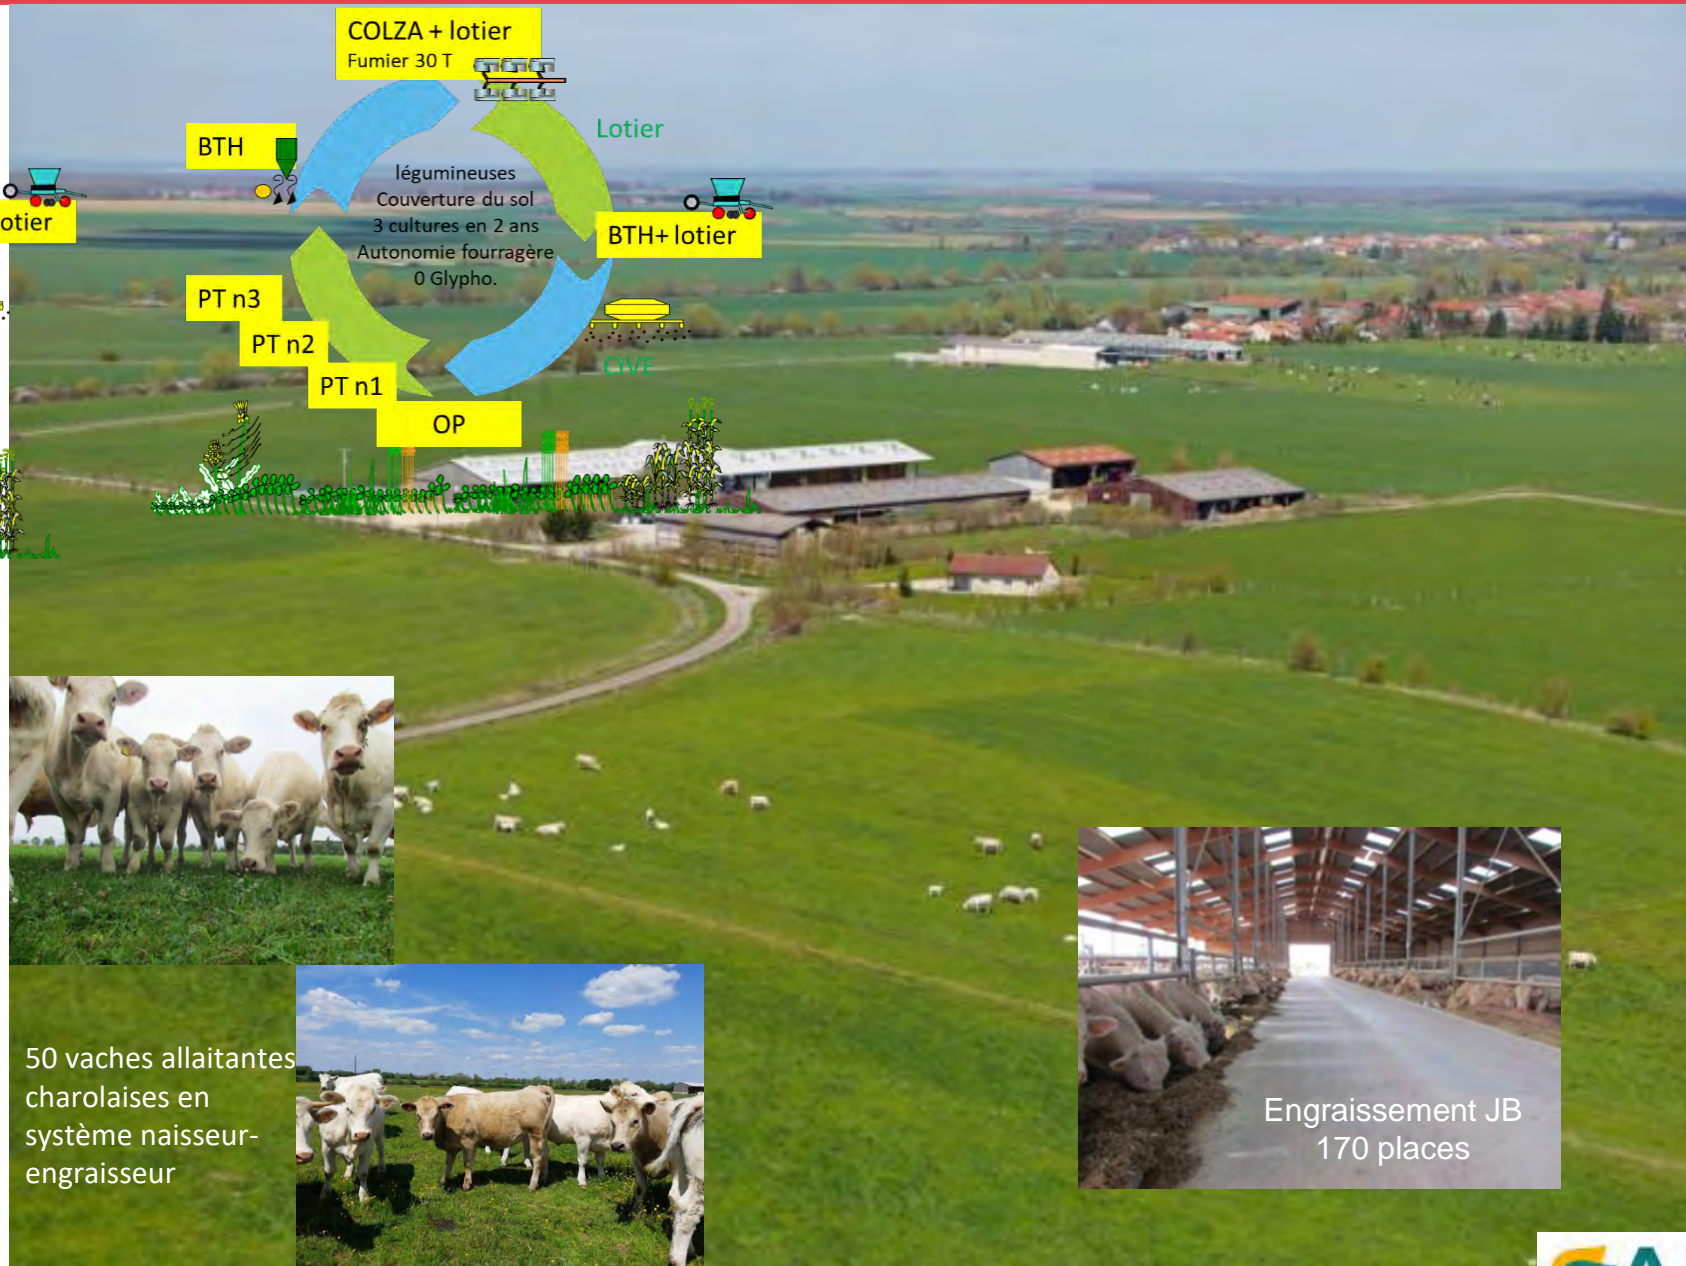 COLZA + lotier
Fumier 30 T
Lotier
BTH
légumineuses
Couverture du sol
3 cultures en 2 ans
Autonomie fourragère
0 Glypho.
otier
BTH+ lotier
PT n3
PT n2
PT n1
CIVE
OP
50 vaches allaitantes
charolaises en
système naisseur-
engraisseur
Engraissement JB
170 places